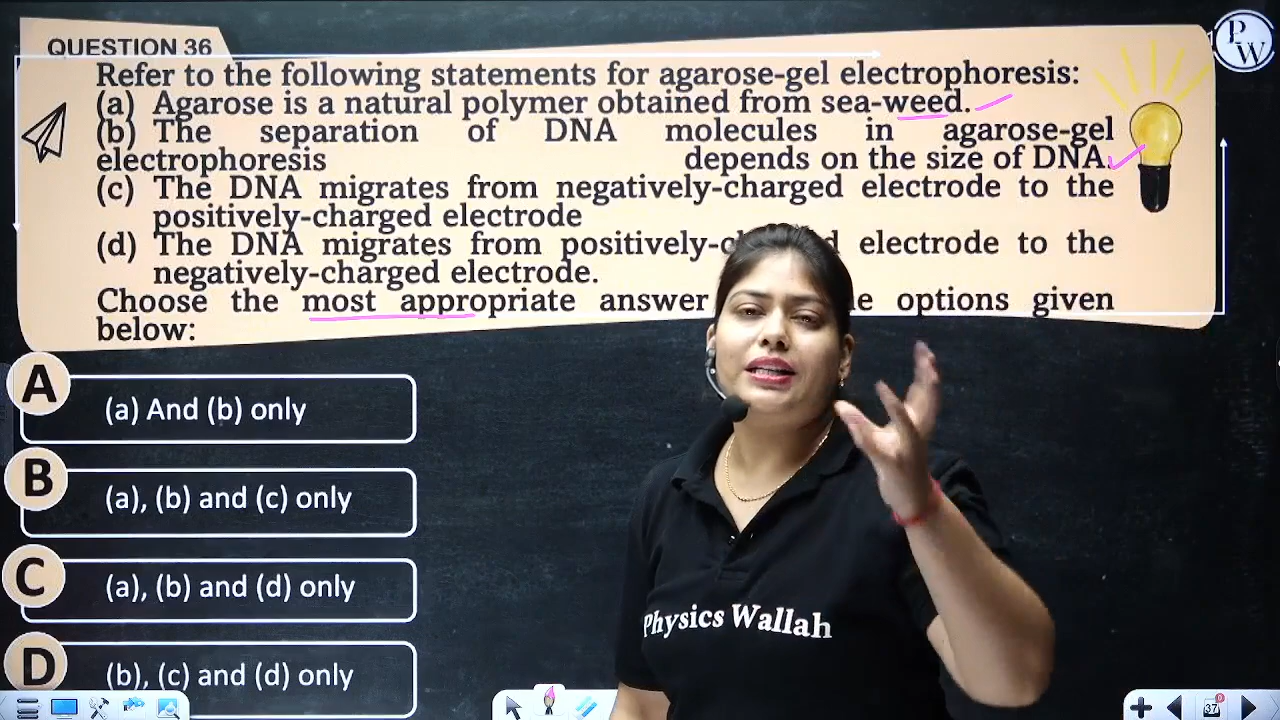 QUESTION 36
P
W
Refer to the following statements for agarose-gel electrophoresis:
(a) Agarose is a natural polymer obtained from sea-weed.
(b) The separation of DNA molecules in agarose-gel
electrophoresis depends on the size of DNA.
(c) The DNA migrates from negatively-charged electrode to the
positively-charged electrode
(d) The DNA migrates from positively-ch d electrode to the
negatively-charged electrode.
Choose the most appropriate answer options given
below:
A
(a) And (b) only
B
(a), (b) and (c) only
C
(a), (b) and (d) only
D
(b), (c) and (d) only
Physics Wallah
37